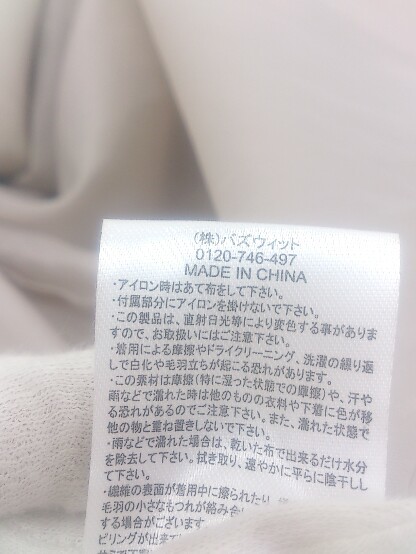 (株)バズウィット
0120-746-497
MADE IN CHINA
・アイロン時はあて布をして下さい。
・付属部分にアイロンを掛けないで下さい。
・この製品は、直射日光等により変色する事がありま
すので、お取扱いにはご注意下さい。
・着用による摩擦やドライクリーニング、洗濯の繰り返
しで白化や毛羽立ちが起こる恐れがあります。
・この素材は摩擦(特に湿った状態での摩擦)や、汗や
雨などで濡れた時は他のものの衣料や下着に色が移
る恐れがあるのでご注意下さい。また、濡れた状態で
他の物と重ね置きしないで下さい。
・雨などで濡れた場合は、乾いた布で出来るだけ水分
を除去して下さい。拭き取り、速やかに平らに陰干しし
て下さい。
・繊維の表面が着用中に擦られたり
毛羽の小さなもつれが絡み合
する場合がございます。
ピリングが出来て